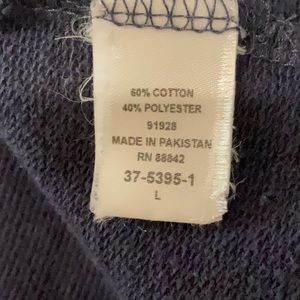 60% COTTON
40% POLYESTER
91928
MADE IN PAKISTAN
RN 88842
37-5395-1
L